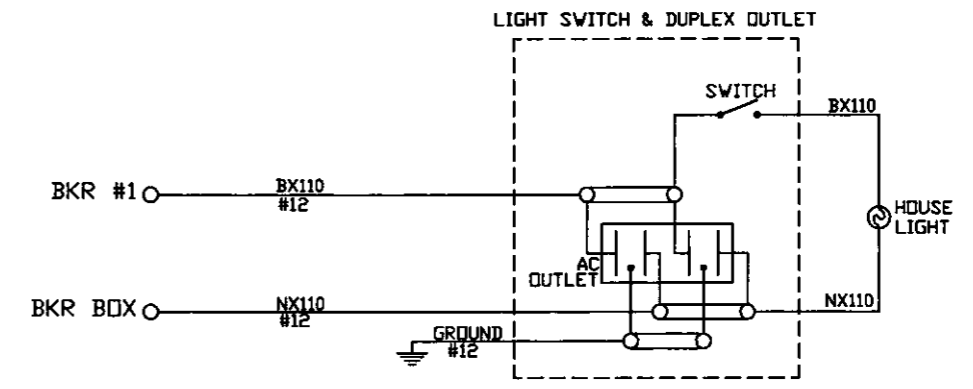 LIGHT SWITCH & DUPLEX OUTLET
SWITCH
BX110
BKR #1
BX110
#12
HOUSE
LIGHT
AC
OUTLET
BKR BOX
NX110
#12
NX110
GROUND
#12